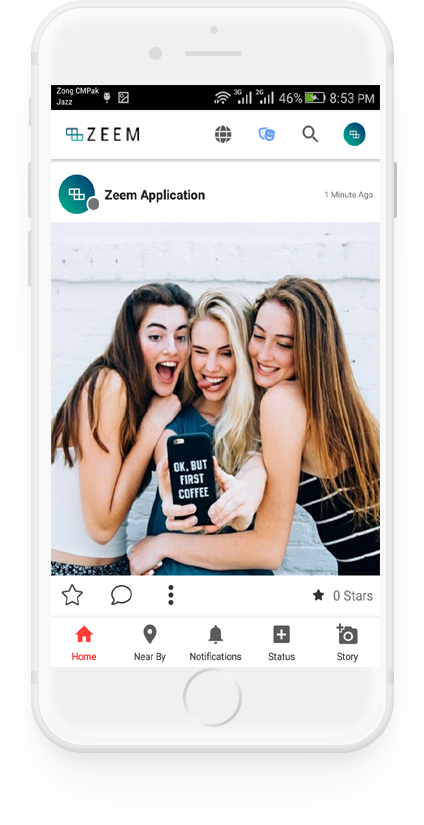 Zong CMPak
Jazz
3G
2G
46%
8:53 PM
ZEEM
Zeem Application
1 Minute Ago
OK, BUT
FIRST
COFFEE
0 Stars
Home
Near By
Notifications
Status
Story